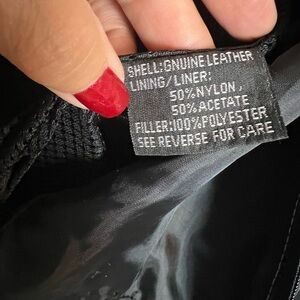 SHELL:GNUINE LEATHER
LINING/LINER:
50%NYLON,
50%ACETATE
FILLER:100%POLYESTER
SEE REVERSE FOR CARE